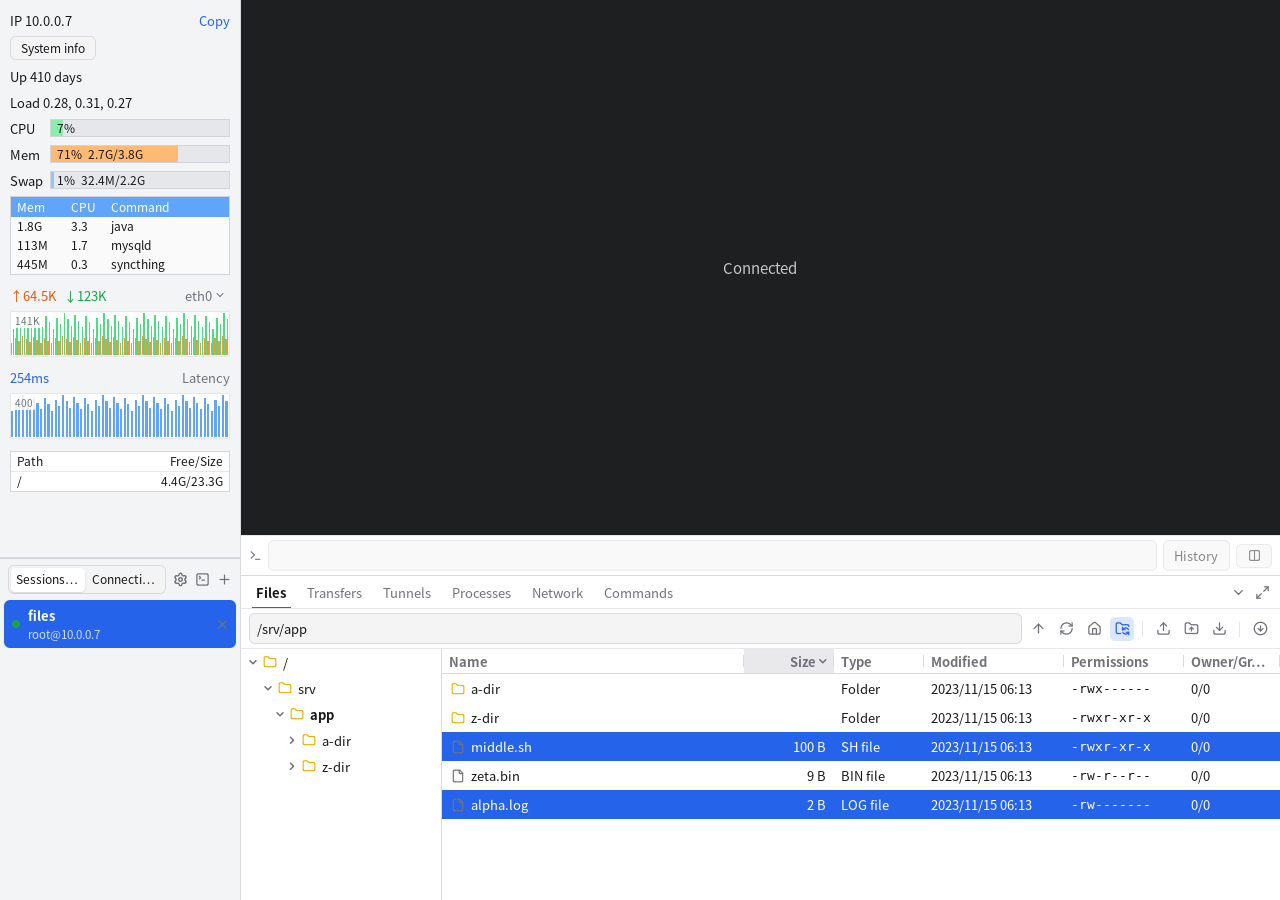 IP 10.0.0.7 Copy
System info
Up 410 days
Load 0.28, 0.31, 0.27
CPU 7%
Mem 71% 2.7G/3.8G
Swap 1% 32.4M/2.2G
Mem CPU Command
1.8G 3.3 java
113M 1.7 mysqld
445M 0.3 syncthing
↑64.5K ↓123K eth0
141K
254ms Latency
400
Path Free/Size
/ 4.4G/23.3G
Sessions… Connecti…
files
root@10.0.0.7
Connected
History
Files Transfers Tunnels Processes Network Commands
/srv/app
/
srv
app
a-dir
z-dir
Name Size Type Modified Permissions Owner/Gr…
a-dir Folder 2023/11/15 06:13 -rwx------ 0/0
z-dir Folder 2023/11/15 06:13 -rwxr-xr-x 0/0
middle.sh 100 B SH file 2023/11/15 06:13 -rwxr-xr-x 0/0
zeta.bin 9 B BIN file 2023/11/15 06:13 -rw-r--r-- 0/0
alpha.log 2 B LOG file 2023/11/15 06:13 -rw------- 0/0